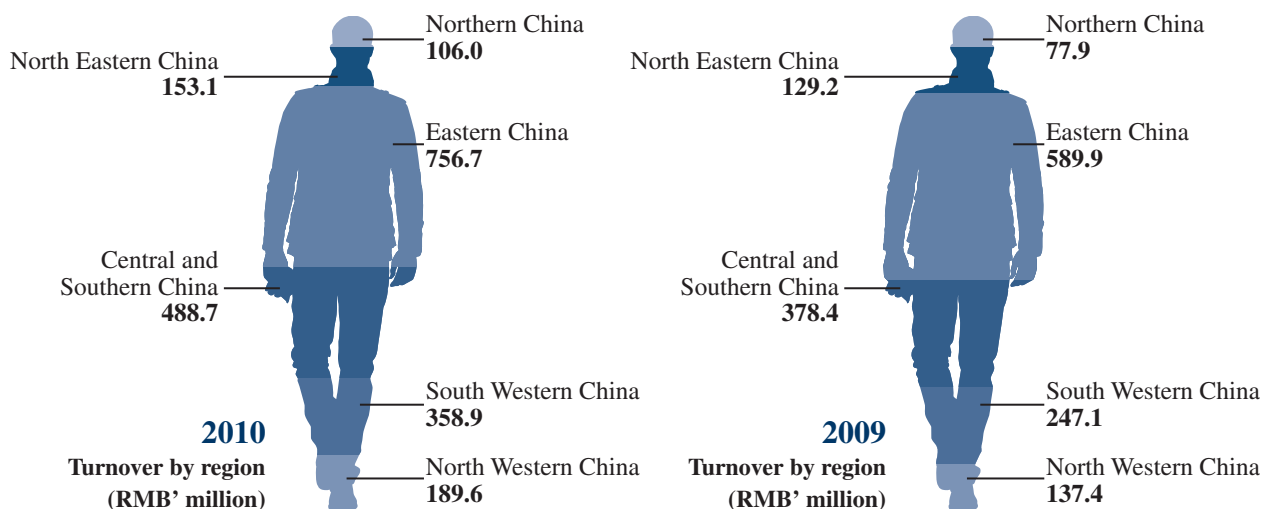 Northern China
106.0
North Eastern China
153.1
Eastern China
756.7
Central and
Southern China
488.7
South Western China
358.9
North Western China
189.6
2010
Turnover by region
(RMB’ million)
Northern China
77.9
North Eastern China
129.2
Eastern China
589.9
Central and
Southern China
378.4
South Western China
247.1
North Western China
137.4
2009
Turnover by region
(RMB’ million)